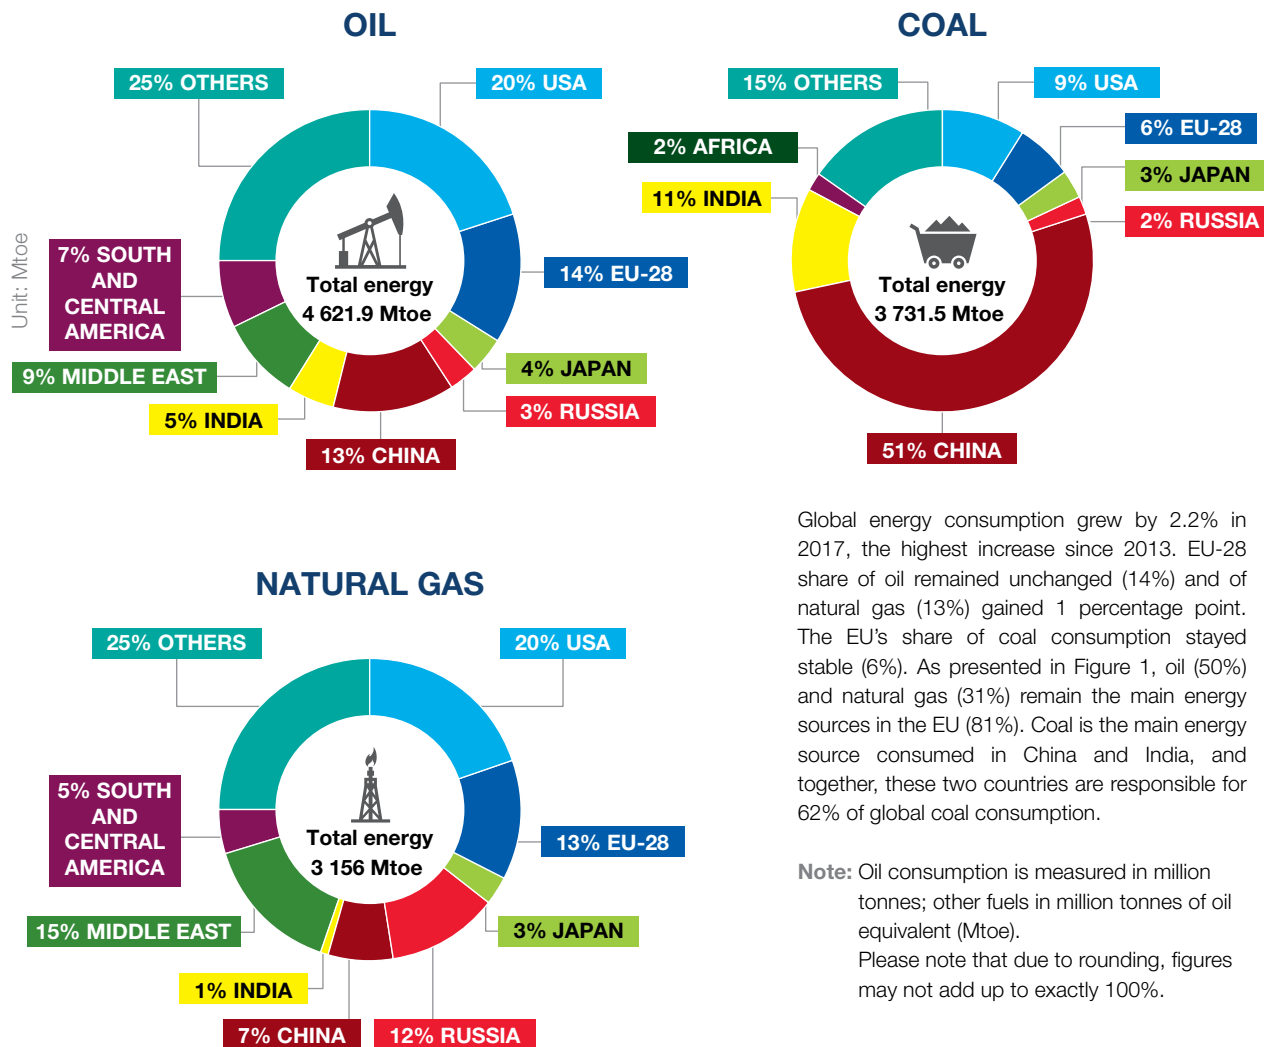 OIL
25% OTHERS
20% USA
14% EU-28
4% JAPAN
3% RUSSIA
13% CHINA
5% INDIA
9% MIDDLE EAST
7% SOUTH
AND
CENTRAL
AMERICA
Total energy
4 621.9 Mtoe
Unit: Mtoe
COAL
15% OTHERS
9% USA
6% EU-28
3% JAPAN
2% RUSSIA
51% CHINA
11% INDIA
2% AFRICA
Total energy
3 731.5 Mtoe
NATURAL GAS
25% OTHERS
20% USA
13% EU-28
3% JAPAN
12% RUSSIA
7% CHINA
1% INDIA
15% MIDDLE EAST
5% SOUTH
AND
CENTRAL
AMERICA
Total energy
3 156 Mtoe
Global energy consumption grew by 2.2% in
2017, the highest increase since 2013. EU-28
share of oil remained unchanged (14%) and of
natural gas (13%) gained 1 percentage point.
The EU's share of coal consumption stayed
stable (6%). As presented in Figure 1, oil (50%)
and natural gas (31%) remain the main energy
sources in the EU (81%). Coal is the main energy
source consumed in China and India, and
together, these two countries are responsible for
62% of global coal consumption.
Note: Oil consumption is measured in million
tonnes; other fuels in million tonnes of oil
equivalent (Mtoe).
Please note that due to rounding, figures
may not add up to exactly 100%.